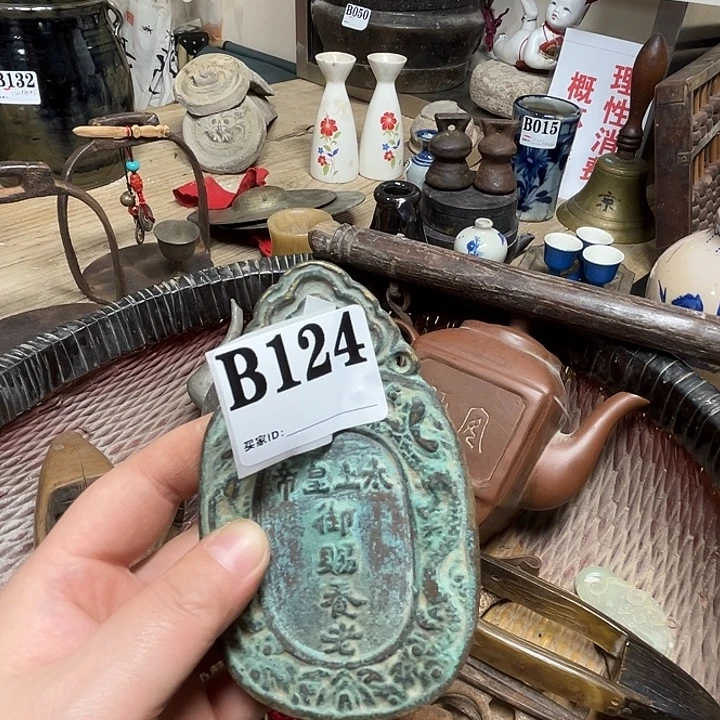 B132
B050
B015
理性消费
概
京
B124
买家ID:
太上皇帝
御賜養老